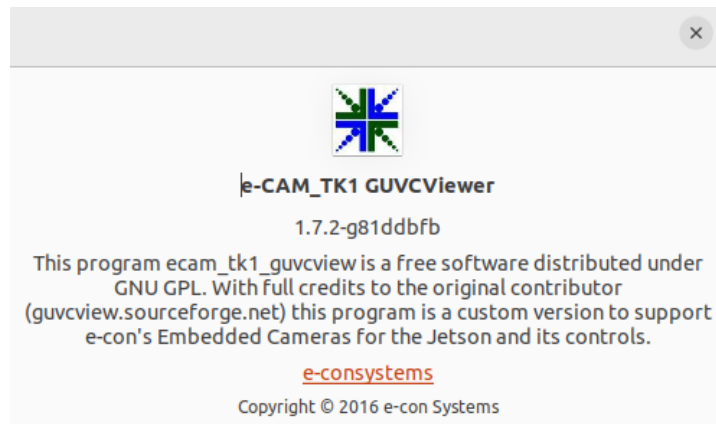 e-CAM_TK1 GUVCViewer
1.7.2-g81ddbfb
This program ecam_tk1_guvcview is a free software distributed under
GNU GPL. With full credits to the original contributor
(guvcview.sourceforge.net) this program is a custom version to support
e-con's Embedded Cameras for the Jetson and its controls.
e-consystems
Copyright © 2016 e-con Systems